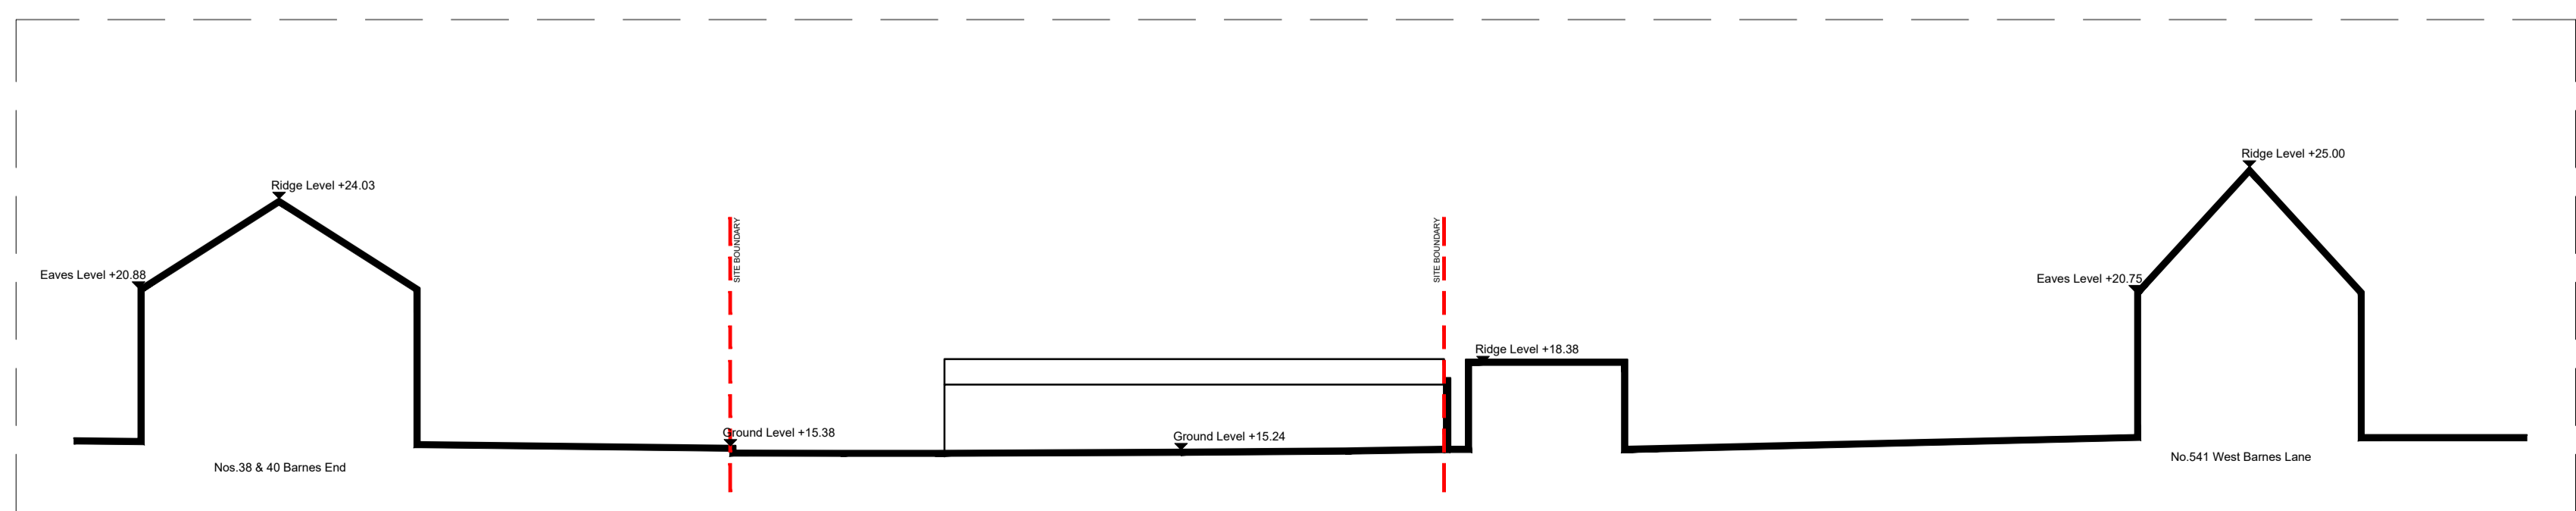 Ridge Level +25.00
Ridge Level +24.03
SITE BOUNDARY
SITE BOUNDARY
Eaves Level +20.88
Eaves Level +20.75
Ridge Level +18.38
Ground Level +15.38
Ground Level +15.24
Nos.38 & 40 Barnes End
No.541 West Barnes Lane